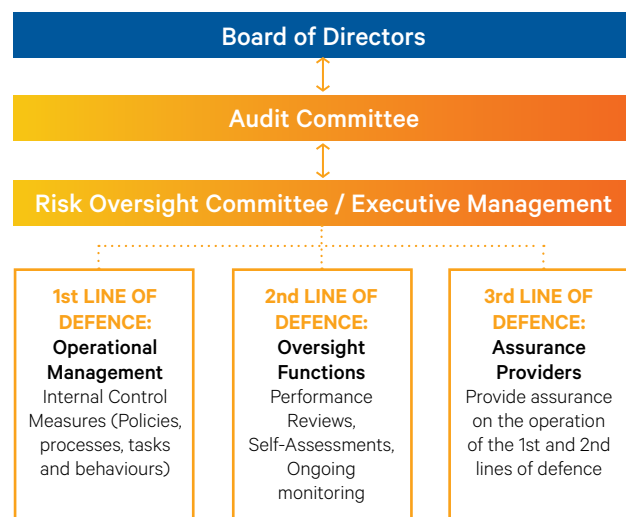 Board of Directors
Audit Committee
Risk Oversight Committee / Executive Management
1st LINE OF
DEFENCE:
Operational
Management
Internal Control
Measures (Policies,
processes, tasks
and behaviours)
2nd LINE OF
DEFENCE:
Oversight
Functions
Performance
Reviews,
Self-Assessments,
Ongoing
monitoring
3rd LINE OF
DEFENCE:
Assurance
Providers
Provide assurance
on the operation
of the 1st and 2nd
lines of defence